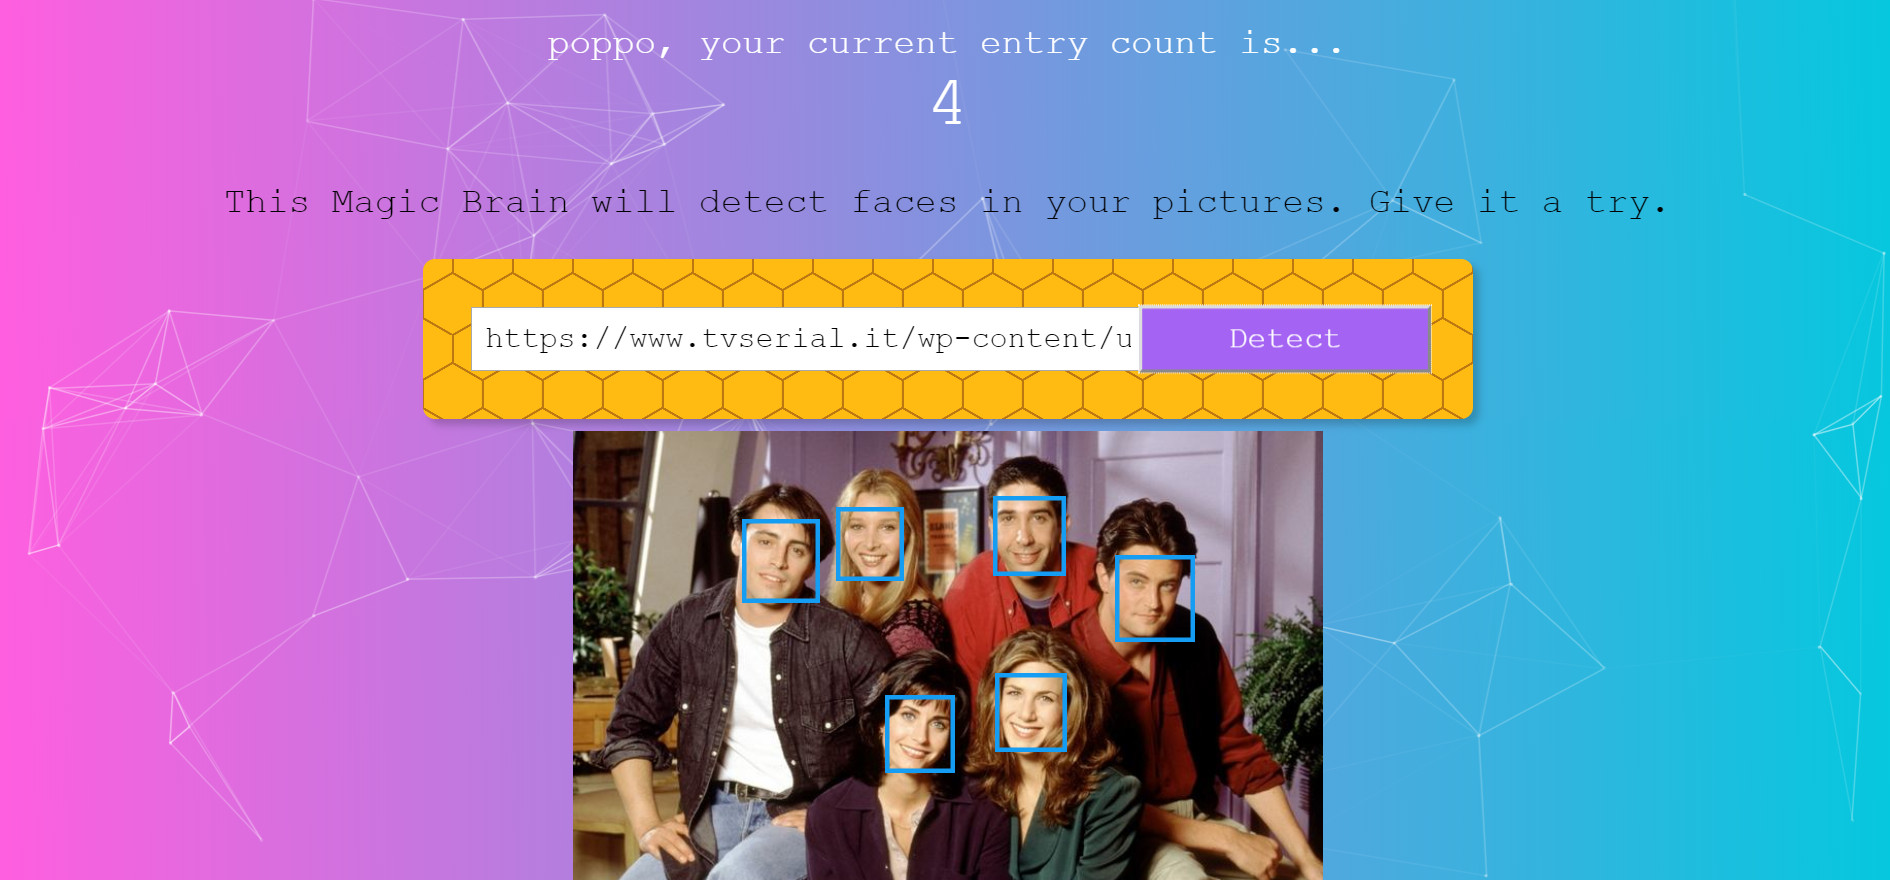 poppo, your current entry count is...
4
This Magic Brain will detect faces in your pictures. Give it a try.
https://www.tvserial.it/wp-content/u
Detect